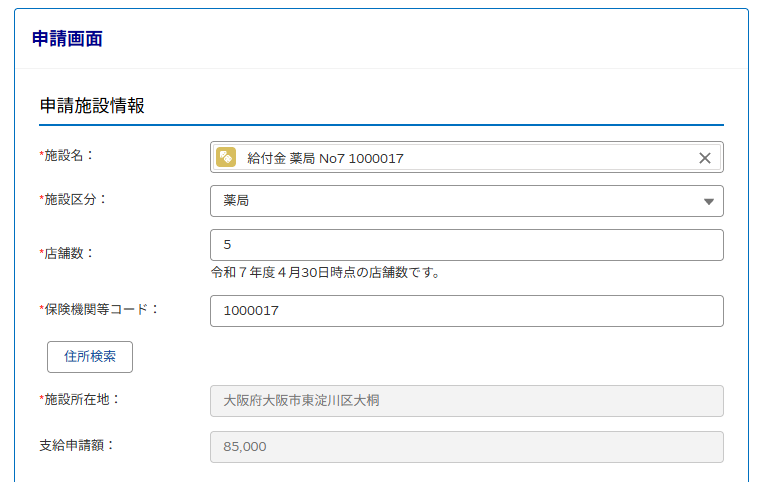 申請画面
申請施設情報
*施設名： 給付金 薬局 No7 1000017
*施設区分： 薬局
*店舗数： 5
令和７年度４月30日時点の店舗数です。
*保険機関等コード： 1000017
住所検索
*施設所在地： 大阪府大阪市東淀川区大桐
支給申請額： 85,000